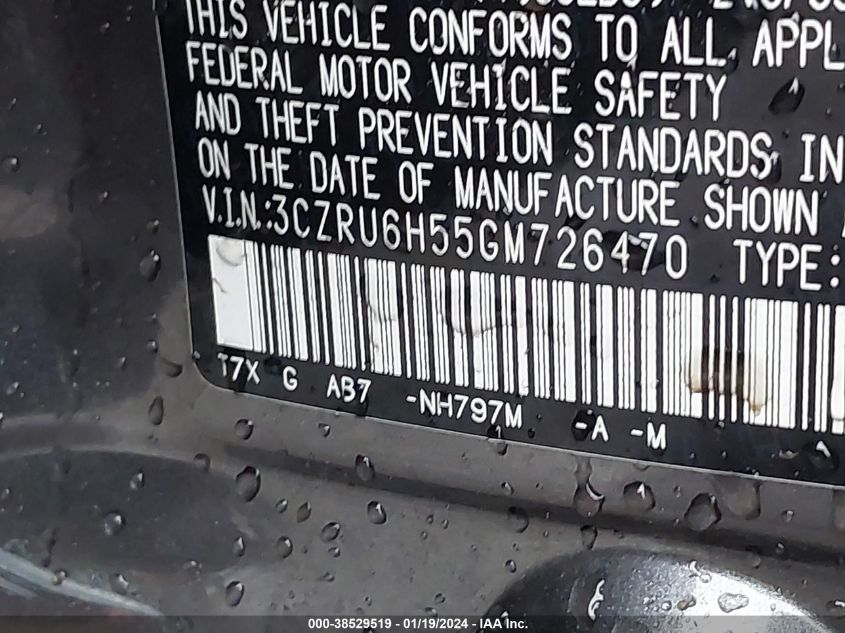 THIS VEHICLE CONFORMS TO ALL APPL
FEDERAL MOTOR VEHICLE SAFETY
AND THEFT PREVENTION STANDARDS IN
ON THE DATE OF MANUFACTURE SHOWN
V.I.N.:3CZRU6H55GM726470 TYPE:
T7X G AB7 -NH797M -A -M
000-38529519 - 01/19/2024 - IAA Inc.